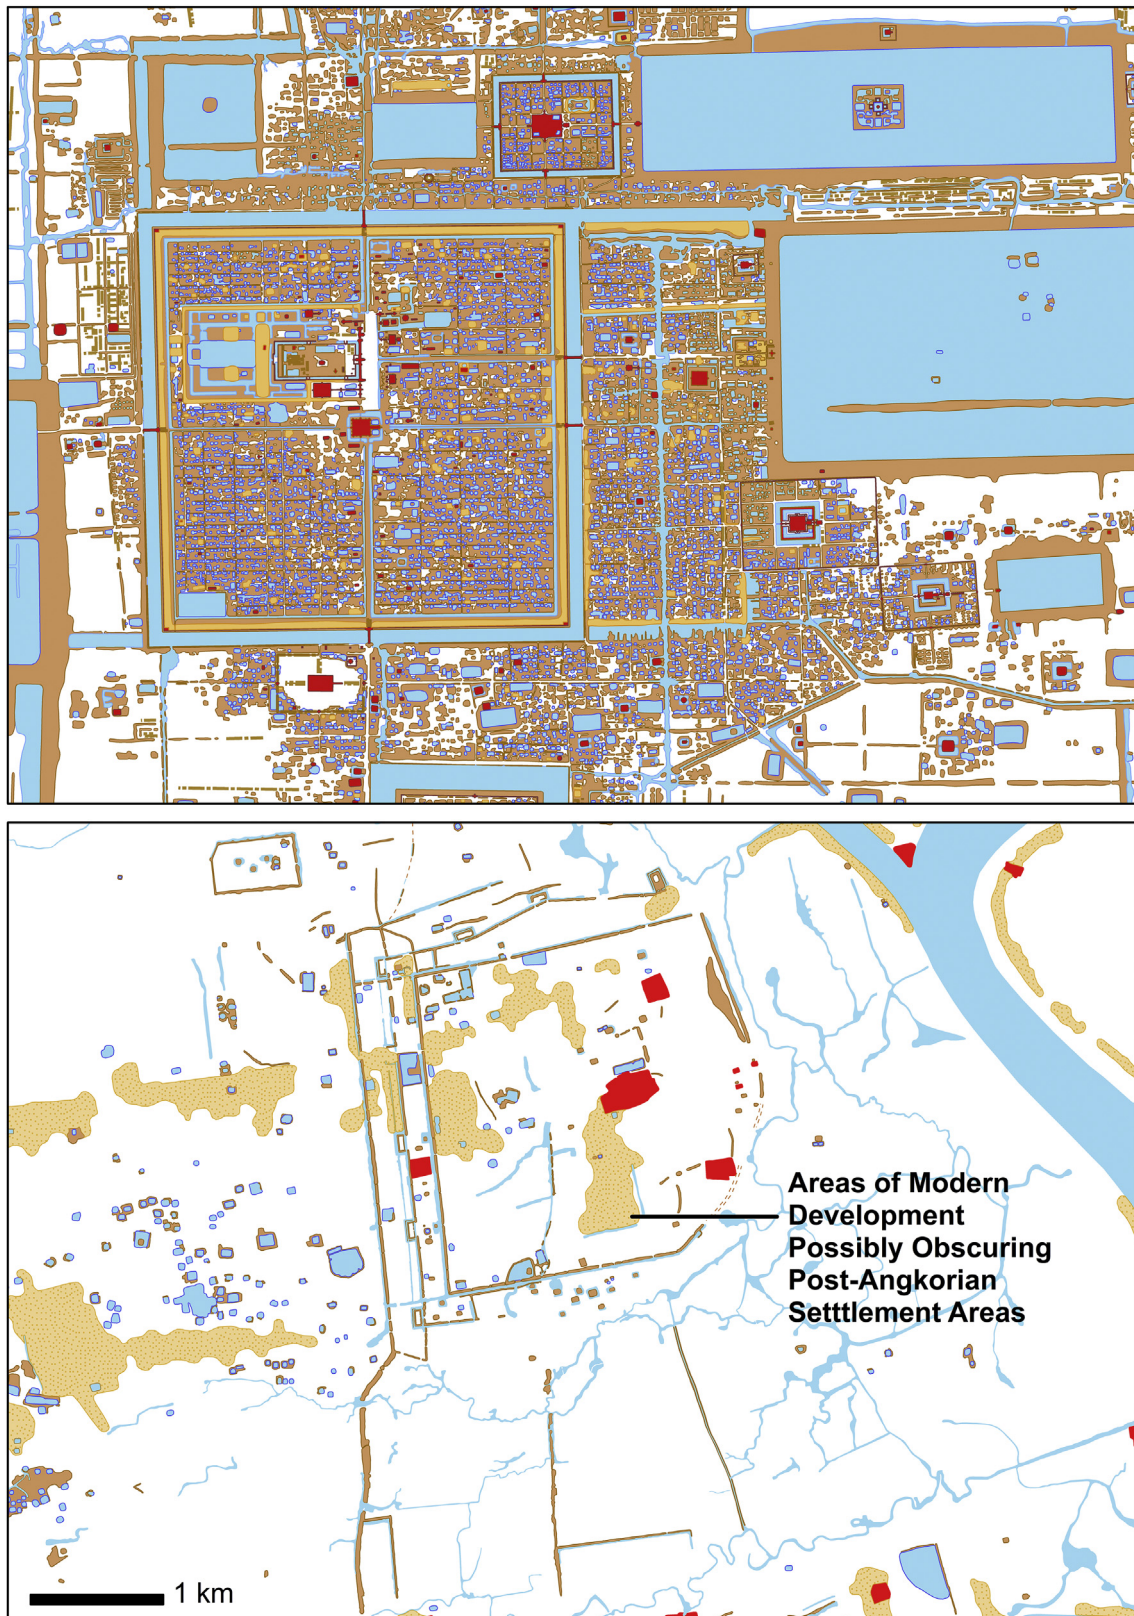 Areas of Modern
Development
Possibly Obscuring
Post-Angkorian
Setttlement Areas
1 km